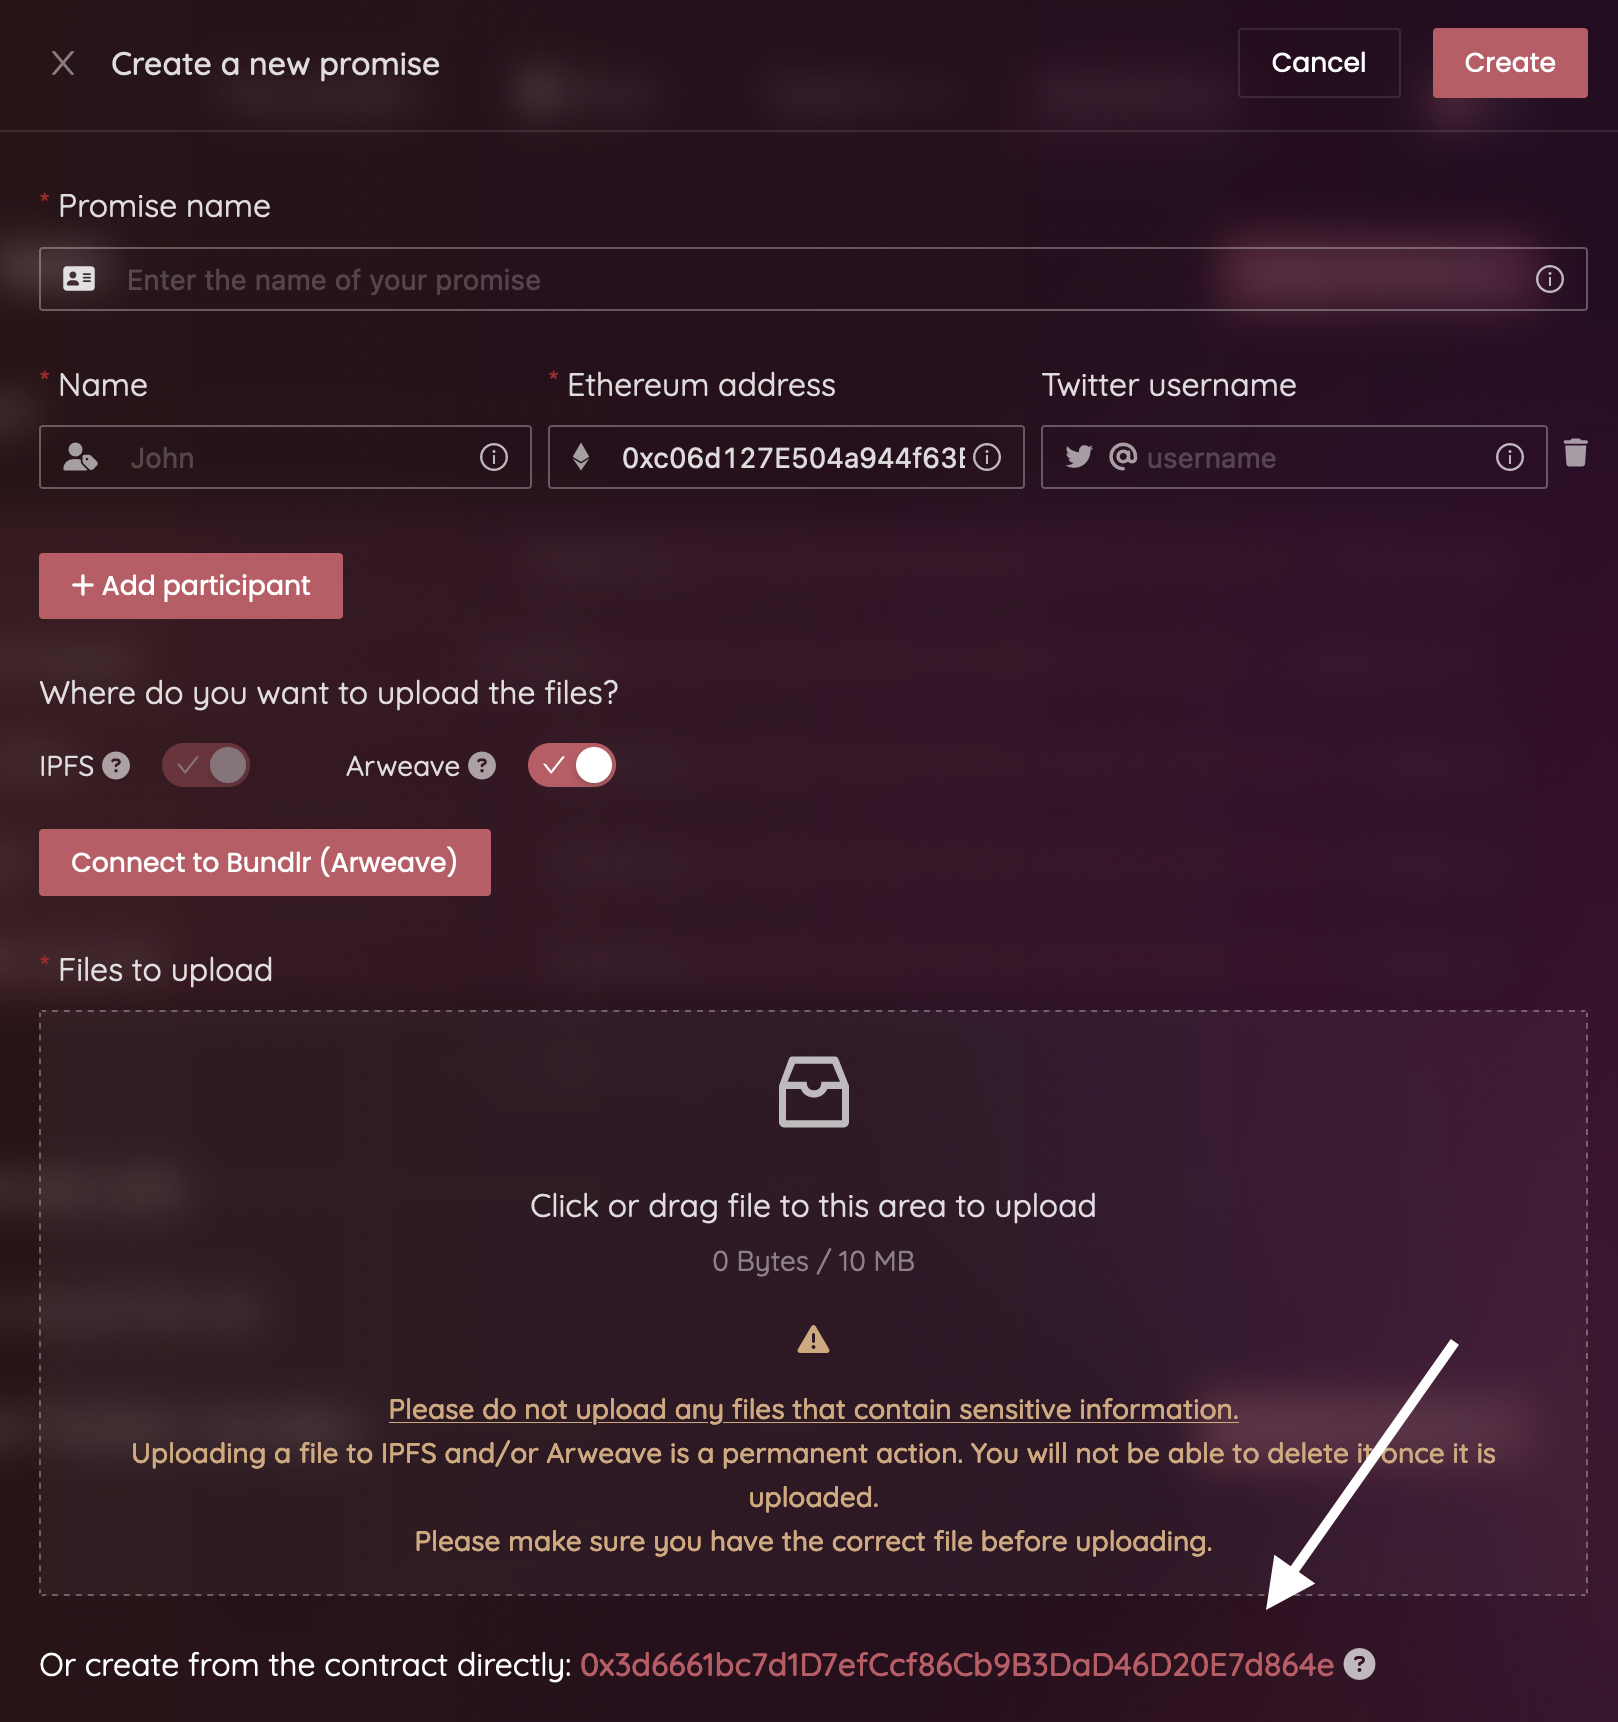 Create a new promise
Cancel
Create
* Promise name
Enter the name of your promise
* Name
* Ethereum address
Twitter username
John
0xc06d127E504a944f63
@ username
+ Add participant
Where do you want to upload the files?
IPFS ?
Arweave ?
Connect to Bundlr (Arweave)
* Files to upload
Click or drag file to this area to upload
0 Bytes / 10 MB
Please do not upload any files that contain sensitive information.
Uploading a file to IPFS and/or Arweave is a permanent action. You will not be able to delete it once it is
uploaded.
Please make sure you have the correct file before uploading.
Or create from the contract directly: 0x3d6661bc7d1D7efCcf86Cb9B3DaD46D20E7d864e ?